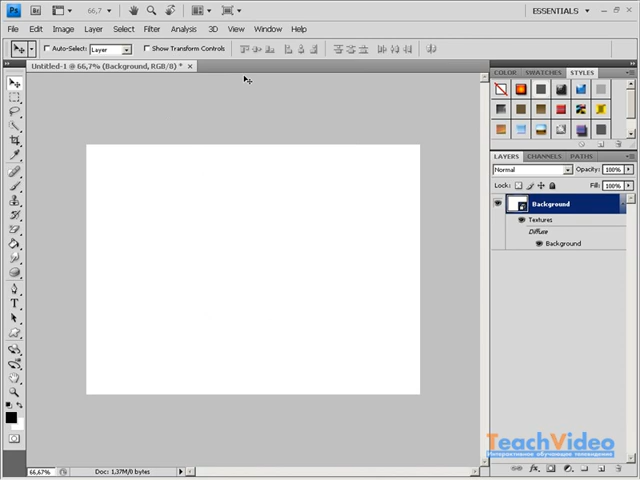 Ps Br 66,7 ESSENTIALS
File Edit Image Layer Select Filter Analysis 3D View Window Help
Auto-Select: Layer Show Transform Controls
Untitled-1 @ 66,7% (Background, RGB/8) *
COLOR SWATCHES STYLES
LAYERS CHANNELS PATHS
Normal Opacity: 100%
Lock: Fill: 100%
Background
Textures
Diffuse
Background
TeachVideo
Интерактивное обучающее телевидение
66,67% Doc: 1,37M/0 bytes